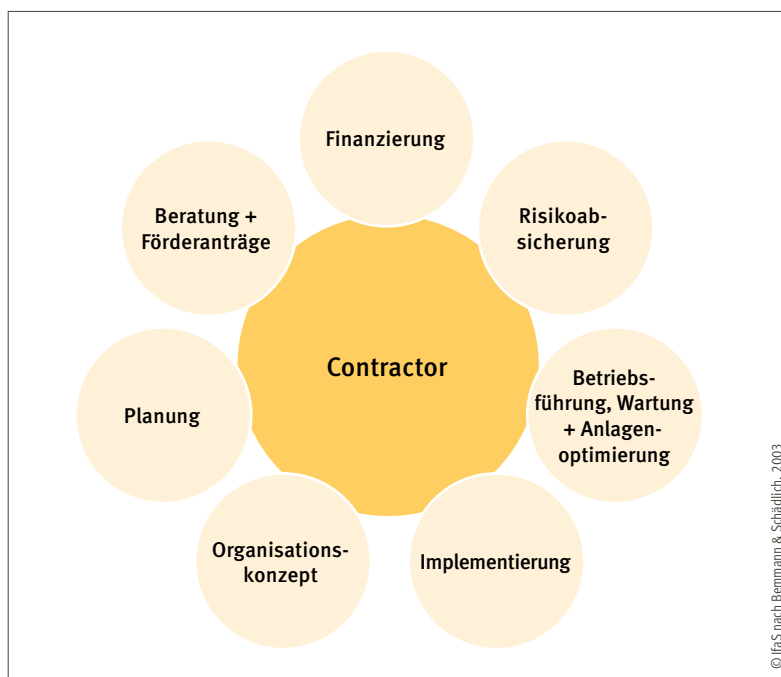 Finanzierung
Risikoab-
sicherung
Betriebs-
führung, Wartung
+ Anlagen-
optimierung
Implementierung
Organisations-
konzept
Planung
Beratung +
Förderanträge
Contractor
© IfaS nach Bemmann & Schädlich, 2003